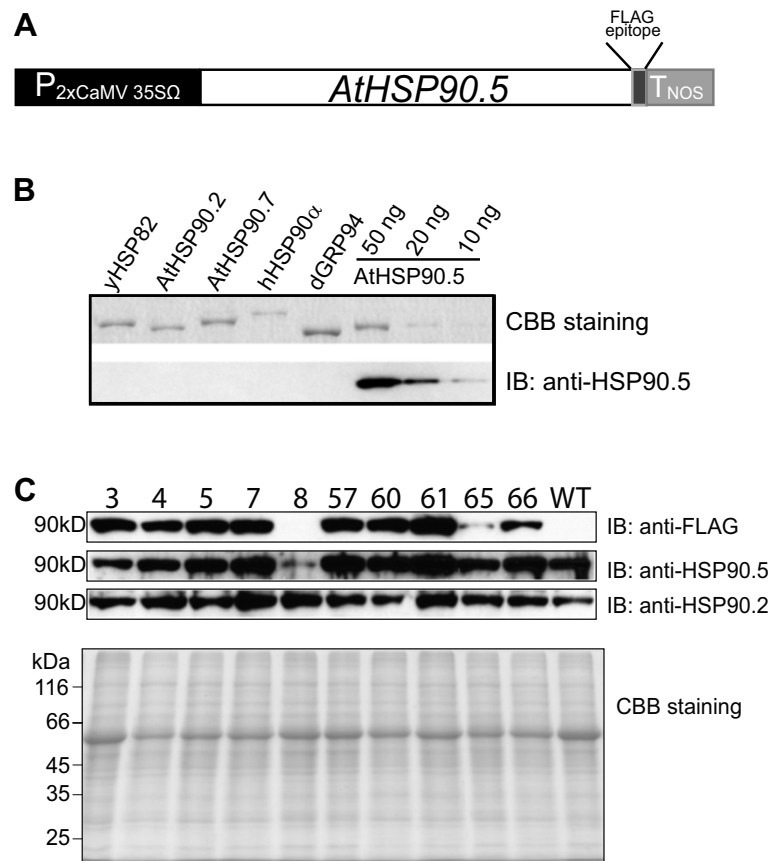 A
FLAG
epitope
P2xCaMV 35SΩ
AtHSP90.5
TNOS
B
yHSP82
AtHSP90.2
AtHSP90.7
hHSP90α
dGRP94
50 ng
20 ng
10 ng
AtHSP90.5
CBB staining
IB: anti-HSP90.5
C
3 4 5 7 8 57 60 61 65 66 WT
90kD
IB: anti-FLAG
90kD
IB: anti-HSP90.5
90kD
IB: anti-HSP90.2
kDa
116
66
45
35
25
CBB staining